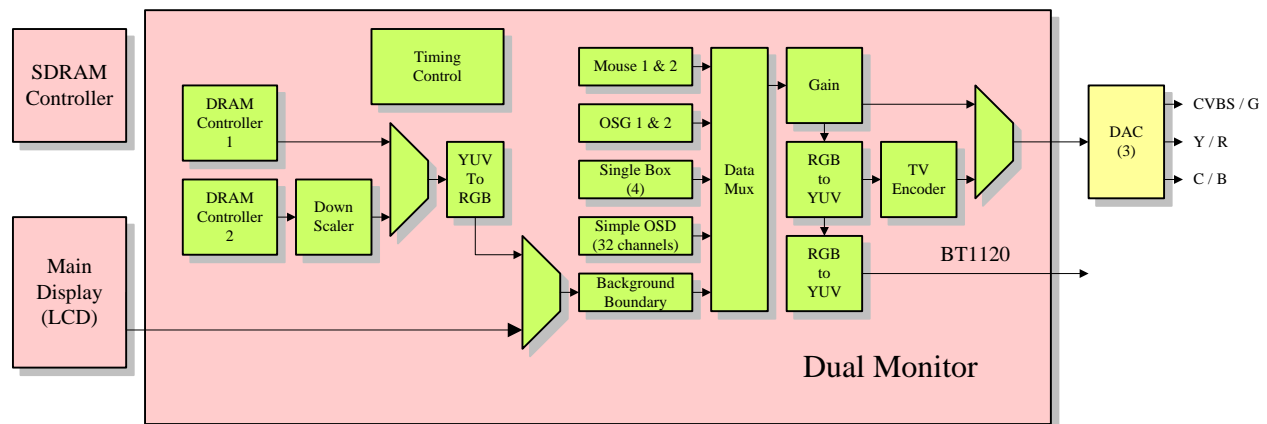 SDRAM
Controller
Main
Display
(LCD)
Timing
Control
DRAM
Controller
1
DRAM
Controller
2
Down
Scaler
YUV
To
RGB
Mouse 1 & 2
OSG 1 & 2
Single Box
(4)
Simple OSD
(32 channels)
Background
Boundary
Data
Mux
Gain
RGB
to
YUV
TV
Encoder
RGB
to
YUV
BT1120
DAC
(3)
CVBS / G
Y / R
C / B
Dual Monitor